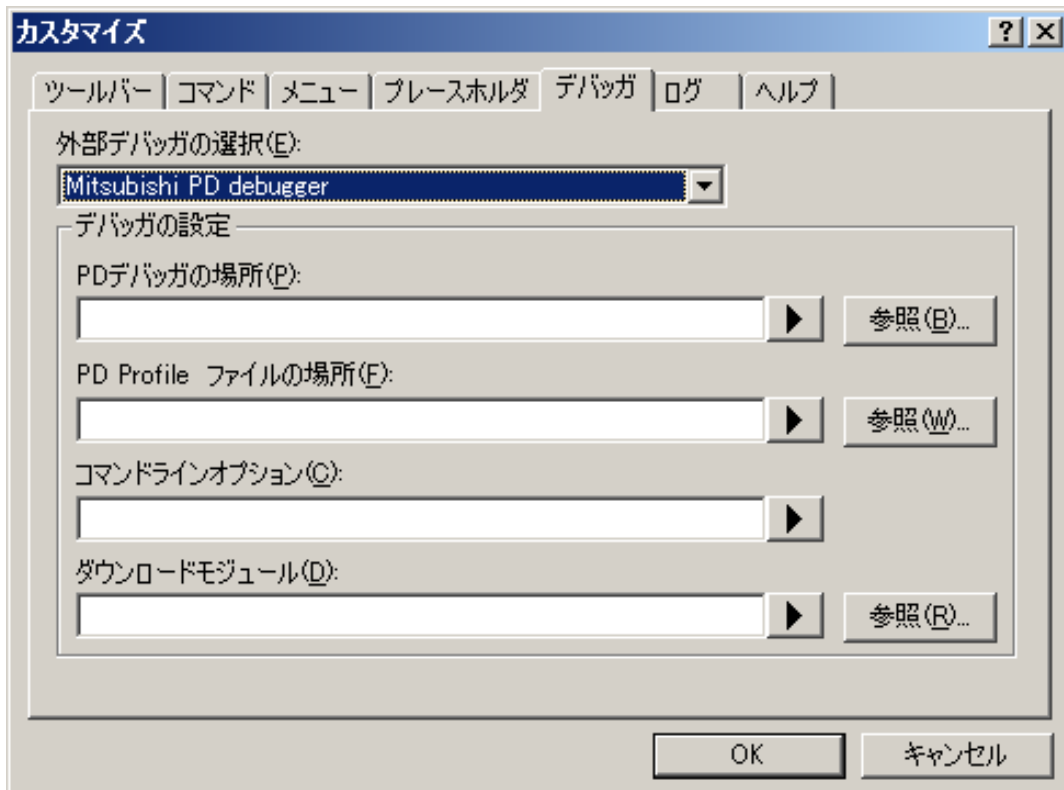 カスタマイズ
ツールバー コマンド メニュー プレースホルダ デバッガ ログ ヘルプ
外部デバッガの選択(E):
Mitsubishi PD debugger
デバッガの設定
PDデバッガの場所(P):
参照(B)...
PD Profile ファイルの場所(F):
参照(W)...
コマンドラインオプション(C):
ダウンロードモジュール(D):
参照(R)...
OK キャンセル